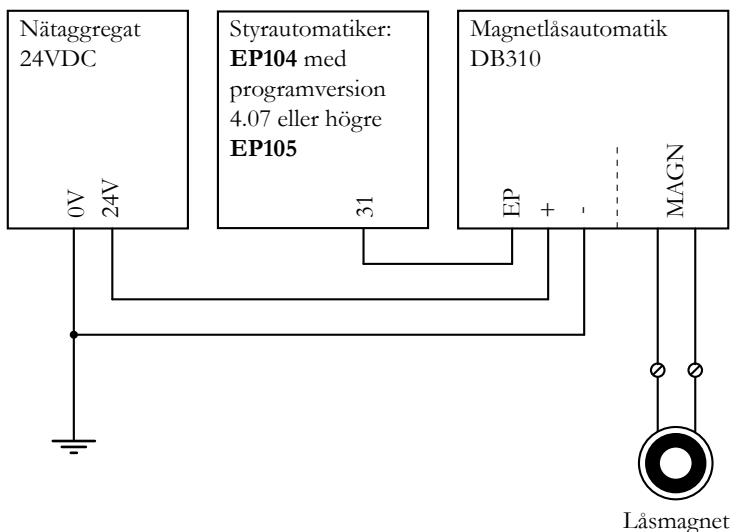 Nätaggregat
24VDC
0V
24V
Styrautomatiker:
EP104 med
programversion
4.07 eller högre
EP105
31
Magnetlåsautomatik
DB310
EP
+
-
MAGN
Låsmagnet